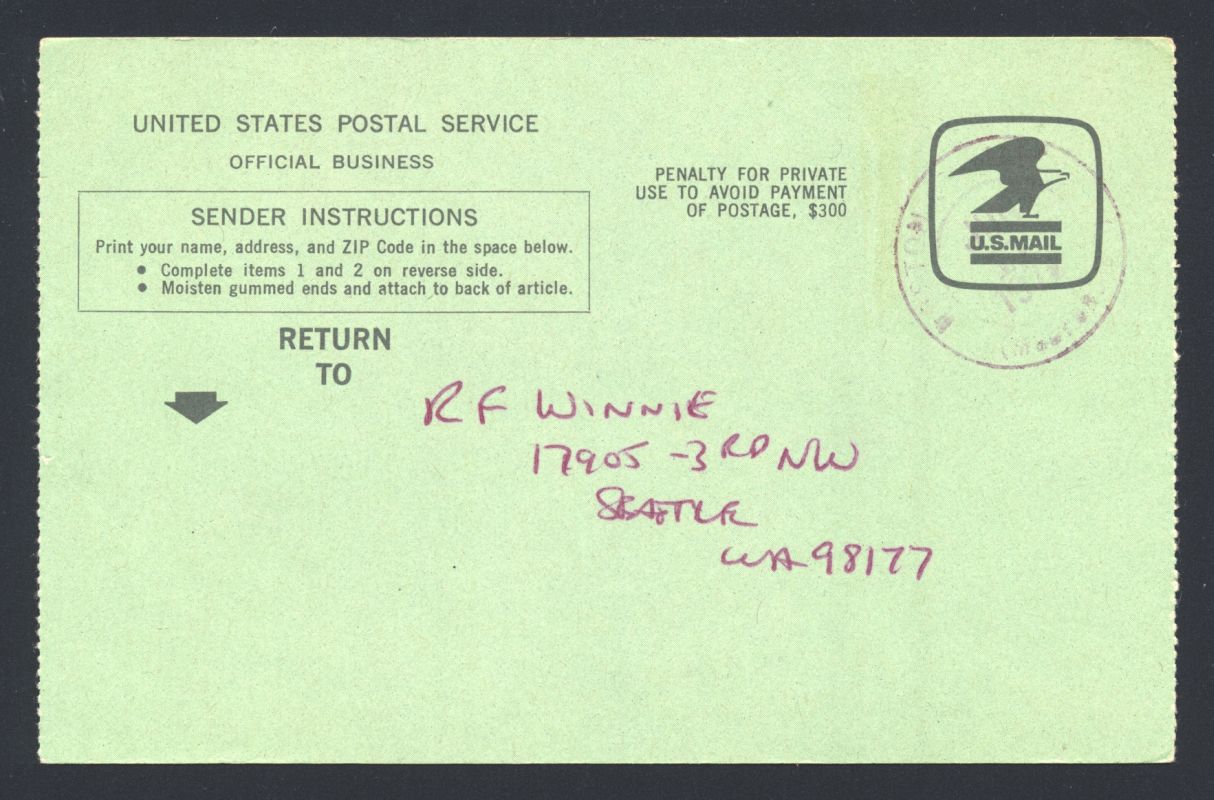 UNITED STATES POSTAL SERVICE
OFFICIAL BUSINESS
SENDER INSTRUCTIONS
Print your name, address, and ZIP Code in the space below.
• Complete items 1 and 2 on reverse side.
• Moisten gummed ends and attach to back of article.
PENALTY FOR PRIVATE
USE TO AVOID PAYMENT
OF POSTAGE, $300
U.S.MAIL
RETURN
TO
RF WINNIE
17905 -3RD NW
SEATTLE
WA 98177